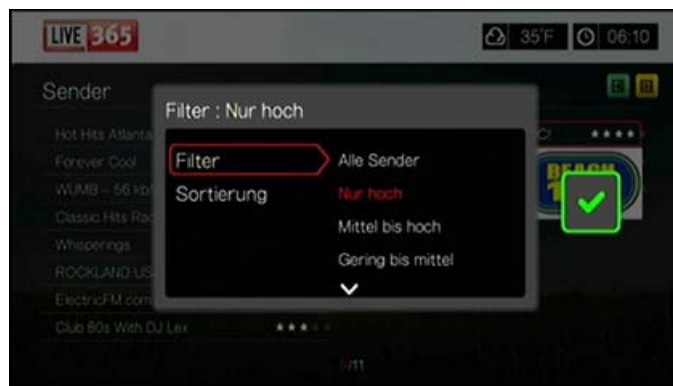 LIVE 365
35°F
06:10
Sender
Filter : Nur hoch
Hot Hits Atlanta
Forever Cool
WUMB - 56 kb
Classic Hits Rad
Whisperings
ROCKLAND US
ElectricFM.com
Club 80s With DJ Lex
Filter
Sortierung
Alle Sender
Nur hoch
Mittel bis hoch
Gering bis mittel
BEACH
/11